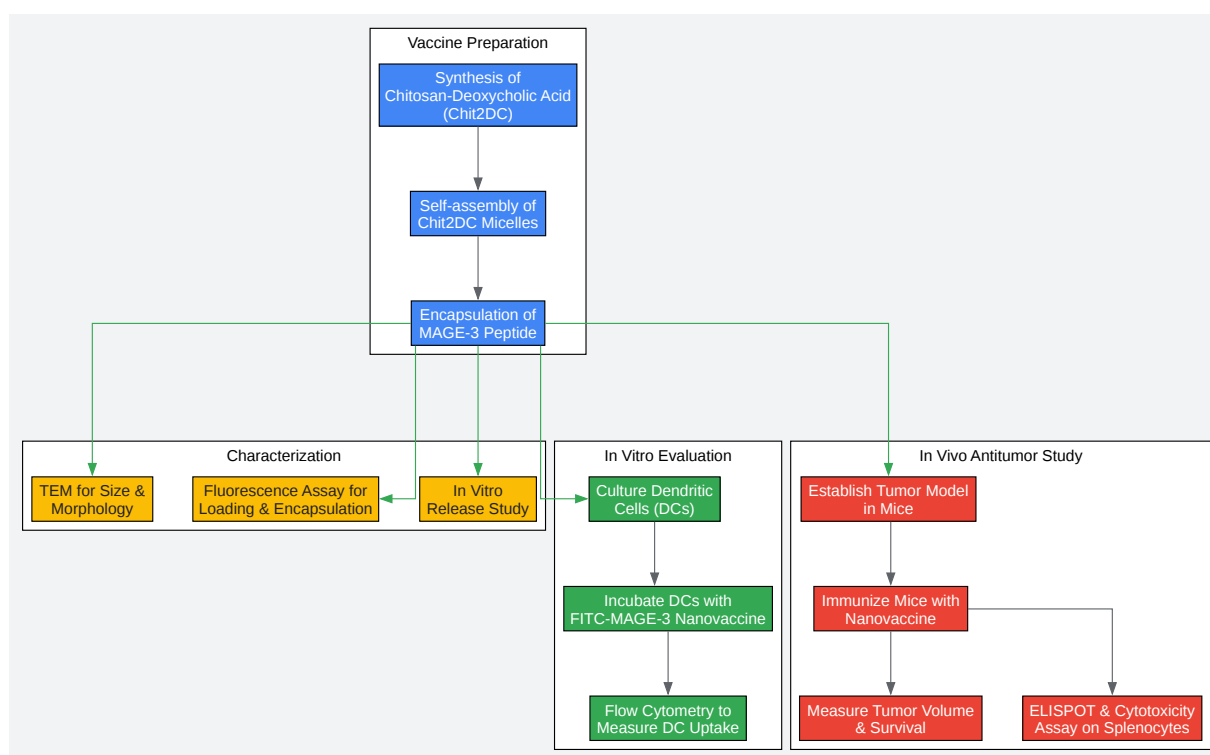 Vaccine Preparation
Synthesis of
Chitosan-Deoxycholic Acid
(Chit2DC)
Self-assembly of
Chit2DC Micelles
Encapsulation of
MAGE-3 Peptide
Characterization
TEM for Size &
Morphology
Fluorescence Assay for
Loading & Encapsulation
In Vitro
Release Study
In Vitro Evaluation
Culture Dendritic
Cells (DCs)
Incubate DCs with
FITC-MAGE-3 Nanovaccine
Flow Cytometry to
Measure DC Uptake
In Vivo Antitumor Study
Establish Tumor Model
in Mice
Immunize Mice with
Nanovaccine
Measure Tumor Volume
& Survival
ELISPOT & Cytotoxicity
Assay on Splenocytes